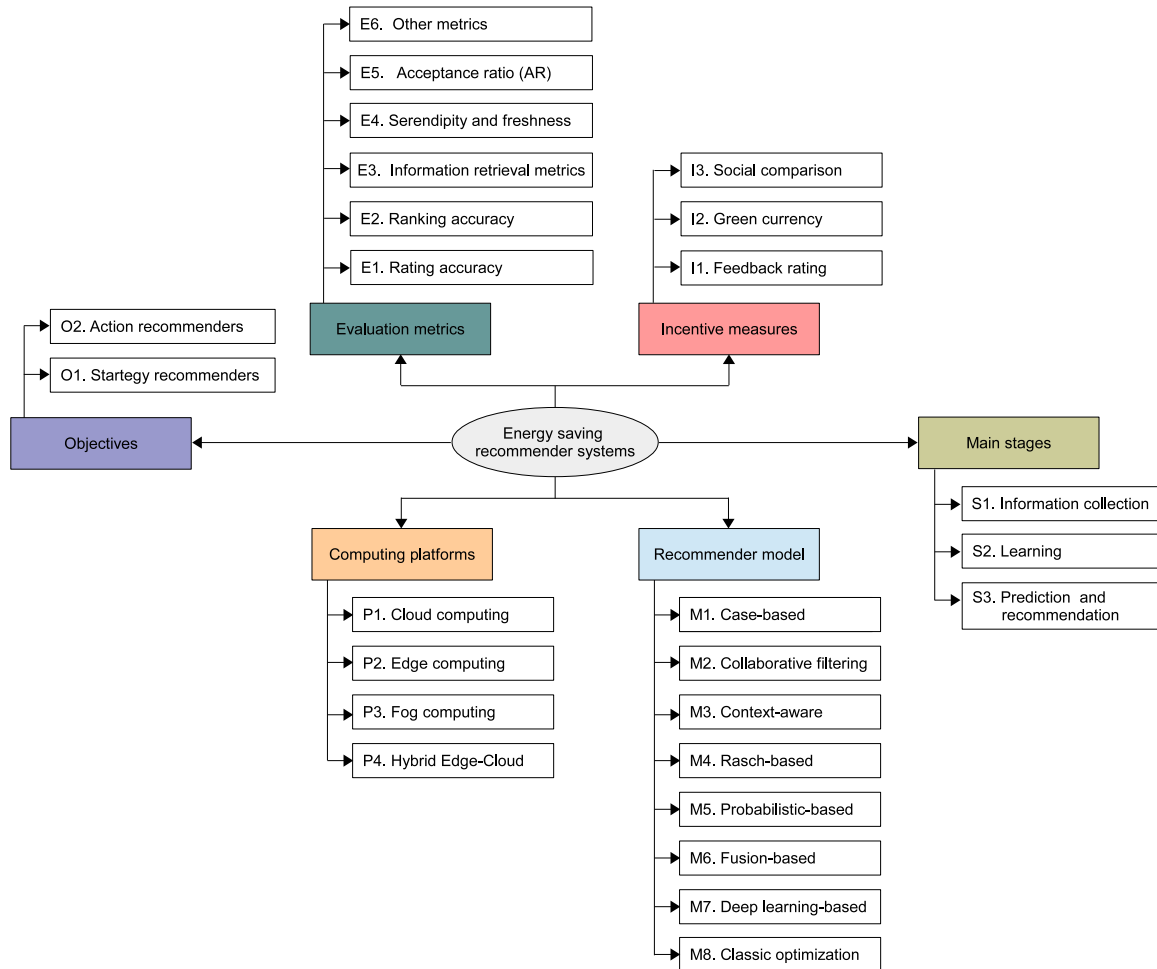 E6. Other metrics
E5. Acceptance ratio (AR)
E4. Serendipity and freshness
E3. Information retrieval metrics
E2. Ranking accuracy
E1. Rating accuracy
Evaluation metrics
I3. Social comparison
I2. Green currency
I1. Feedback rating
Incentive measures
O2. Action recommenders
O1. Startegy recommenders
Objectives
Energy saving
recommender systems
Main stages
S1. Information collection
S2. Learning
S3. Prediction and
recommendation
Computing platforms
P1. Cloud computing
P2. Edge computing
P3. Fog computing
P4. Hybrid Edge-Cloud
Recommender model
M1. Case-based
M2. Collaborative filtering
M3. Context-aware
M4. Rasch-based
M5. Probabilistic-based
M6. Fusion-based
M7. Deep learning-based
M8. Classic optimization